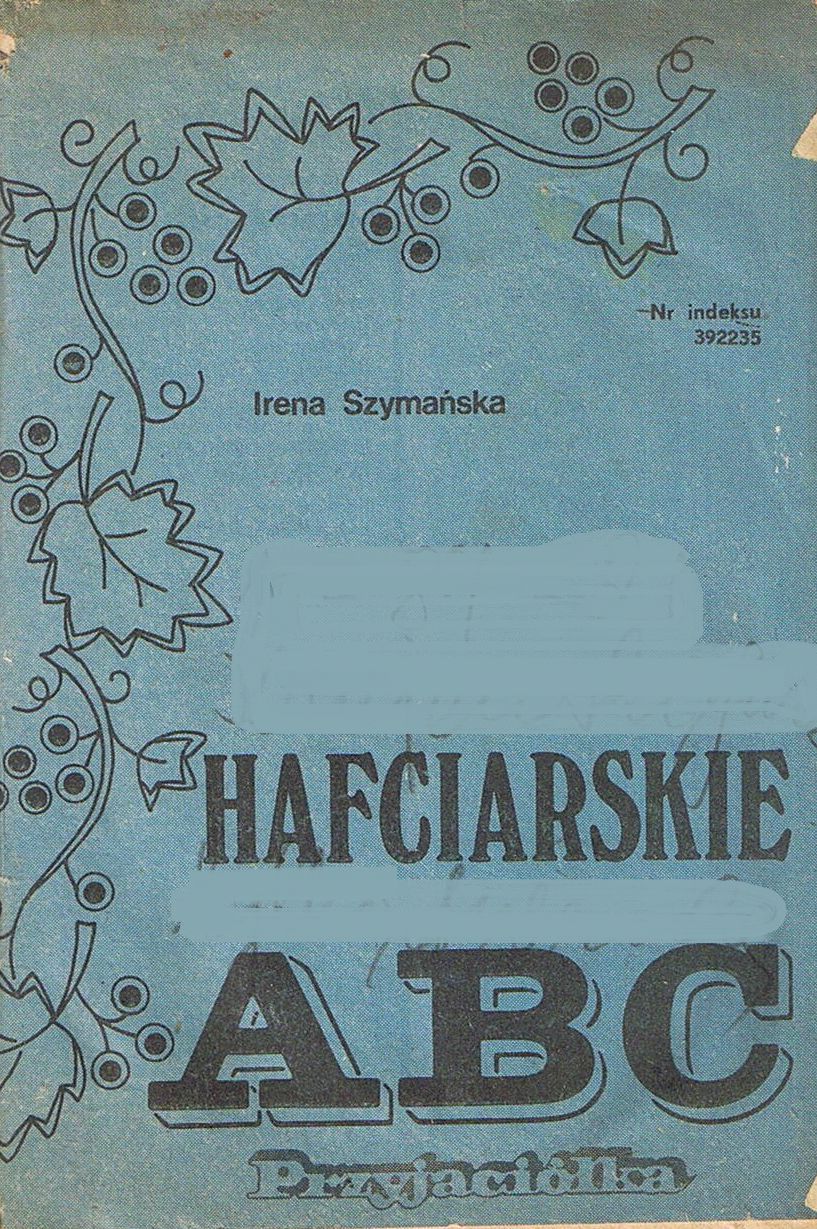 Nr indeksu
392235
Irena Szymańska
HAFCIARSKIE
ABC
Przyjaciółka